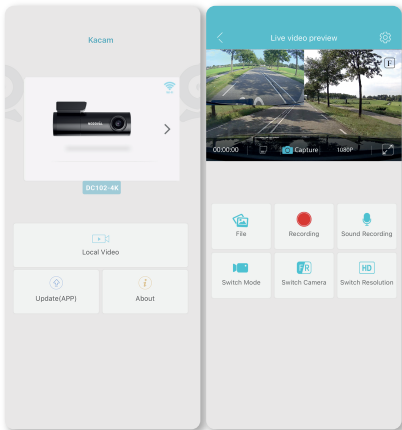 Kacam
DC102-4K
Local Video
Update(APP)
About
Live video preview
F
00:00:00
Capture
1080P
File
Recording
Sound Recording
Switch Mode
F R
Switch Camera
HD
Switch Resolution